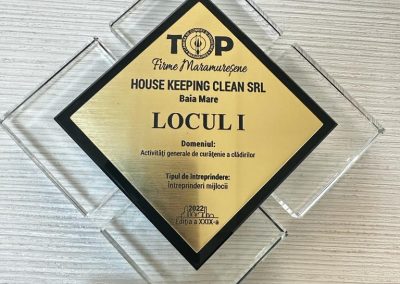 TOP
Firme Maramureșene
HOUSE KEEPING CLEAN SRL
Baia Mare
LOCUL I
Domeniul:
Activități generale de curățenie a clădirilor
Tipul de întreprindere:
Întreprinderi mijlocii
2022
Ediția a XXIX-a